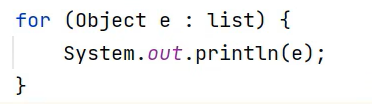 for (Object e : list) {
    System.out.println(e);
}